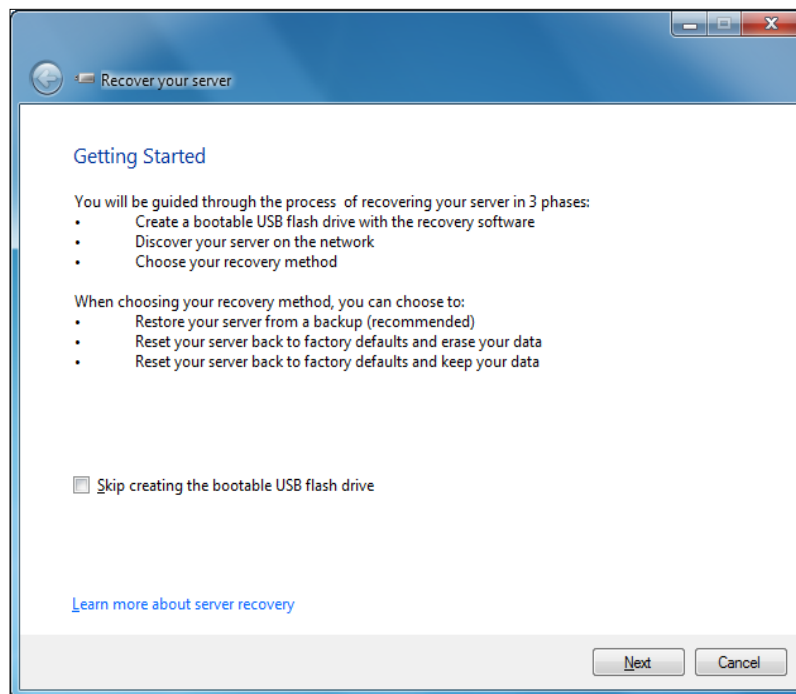 Recover your server
Getting Started
You will be guided through the process of recovering your server in 3 phases:
• Create a bootable USB flash drive with the recovery software
• Discover your server on the network
• Choose your recovery method
When choosing your recovery method, you can choose to:
• Restore your server from a backup (recommended)
• Reset your server back to factory defaults and erase your data
• Reset your server back to factory defaults and keep your data
Skip creating the bootable USB flash drive
Learn more about server recovery
Next Cancel